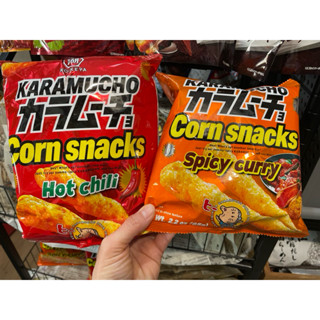 KOIKEYA
KARAMUCHO
カラムーチョ
Corn snacks
Hot chili
KARAMUCHO
カラムーチョ
Corn snacks
Spicy curry